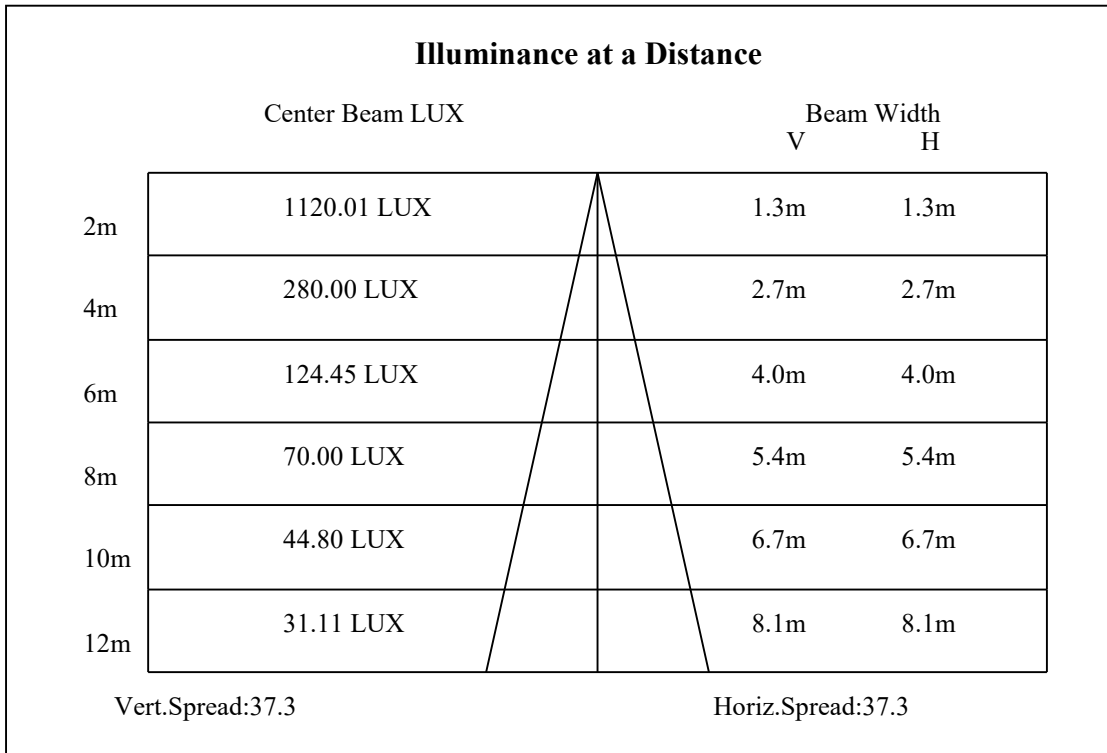 Illuminance at a Distance
Center Beam LUX Beam Width
V H
2m 1120.01 LUX 1.3m 1.3m
4m 280.00 LUX 2.7m 2.7m
6m 124.45 LUX 4.0m 4.0m
8m 70.00 LUX 5.4m 5.4m
10m 44.80 LUX 6.7m 6.7m
12m 31.11 LUX 8.1m 8.1m
Vert.Spread:37.3 Horiz.Spread:37.3